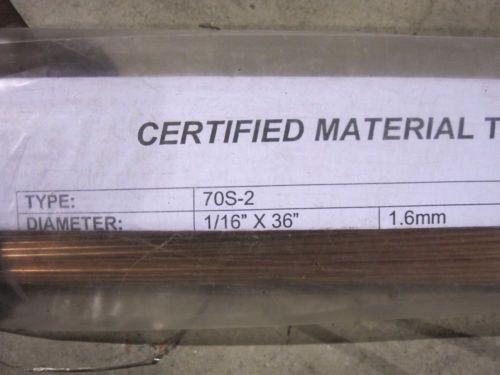 CERTIFIED MATERIAL T
TYPE: 70S-2
DIAMETER: 1/16" X 36" 1.6mm